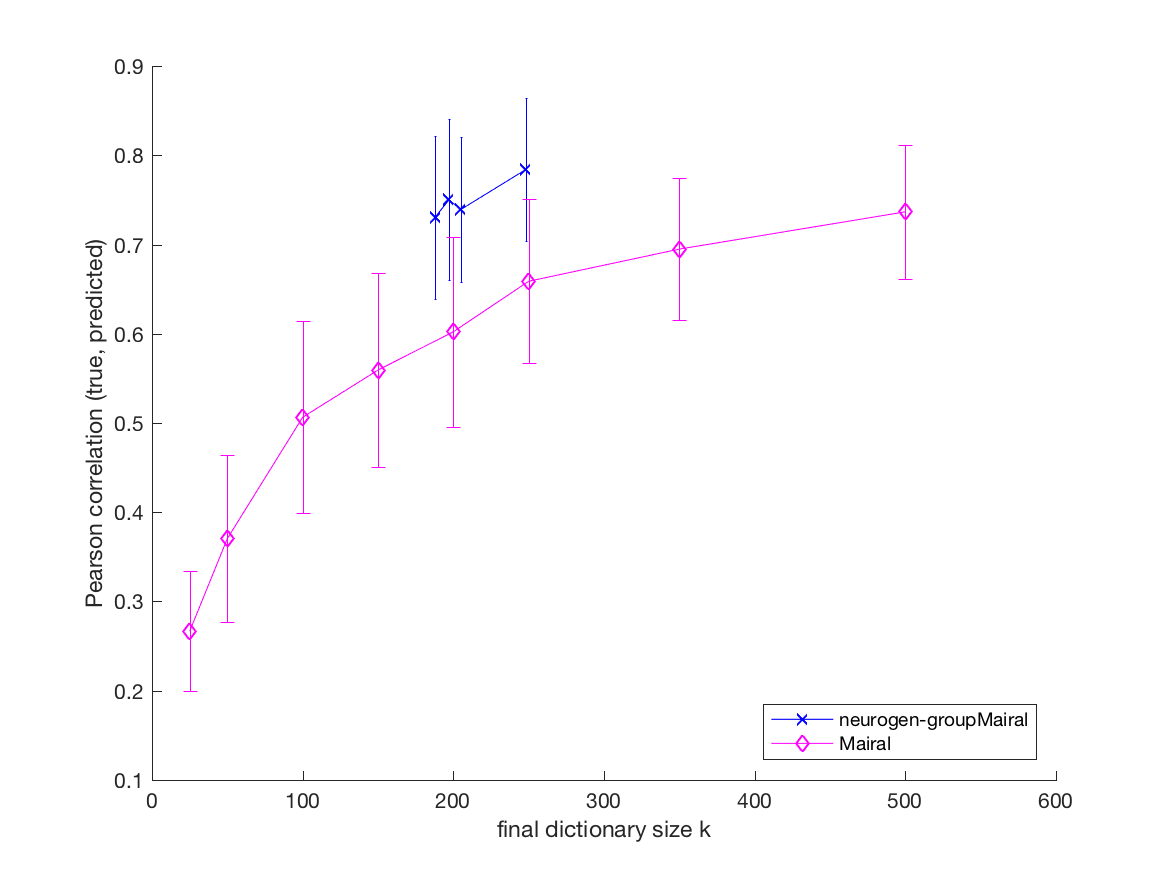 0.9
0.8
0.7
0.6
0.5
0.4
0.3
0.2
0.1
Pearson correlation (true, predicted)
neurogen-groupMairal
Mairal
0 100 200 300 400 500 600
final dictionary size k